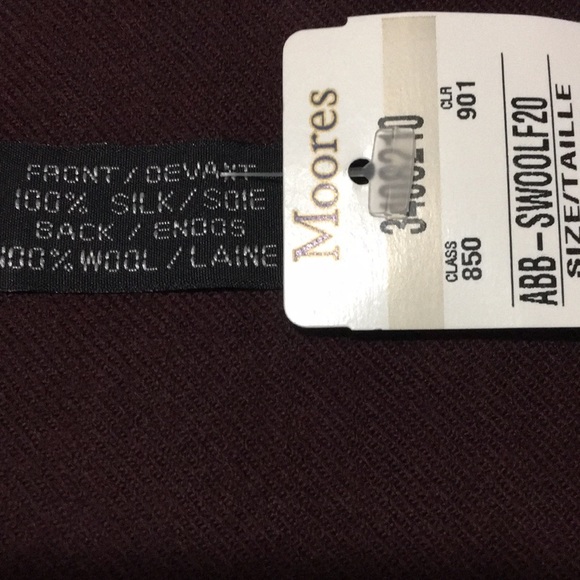 FRONT/DEVANT
100% SILK/SOIE
BACK/ENDOS
100% WOOL/LAINE
Moores
CLASS
850
CLR
901
ABB-SWOOLF20
SIZE/TAILLE